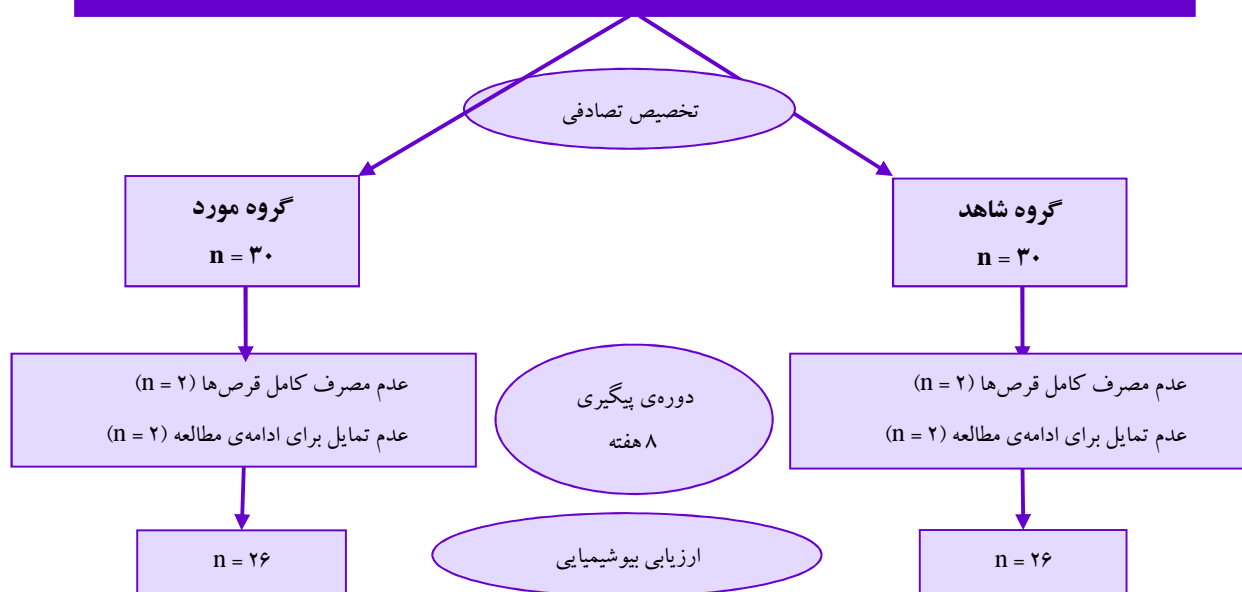 تخصیص تصادفی
گروه مورد
n = ۳۰
گروه شاهد
n = ۳۰
عدم مصرف کامل قرص‌ها (n = ۲)
عدم تمایل برای ادامه‌ی مطالعه (n = ۲)
دوره‌ی پیگیری
۸ هفته
عدم مصرف کامل قرص‌ها (n = ۲)
عدم تمایل برای ادامه‌ی مطالعه (n = ۲)
n = ۲۶
ارزیابی بیوشیمیایی
n = ۲۶